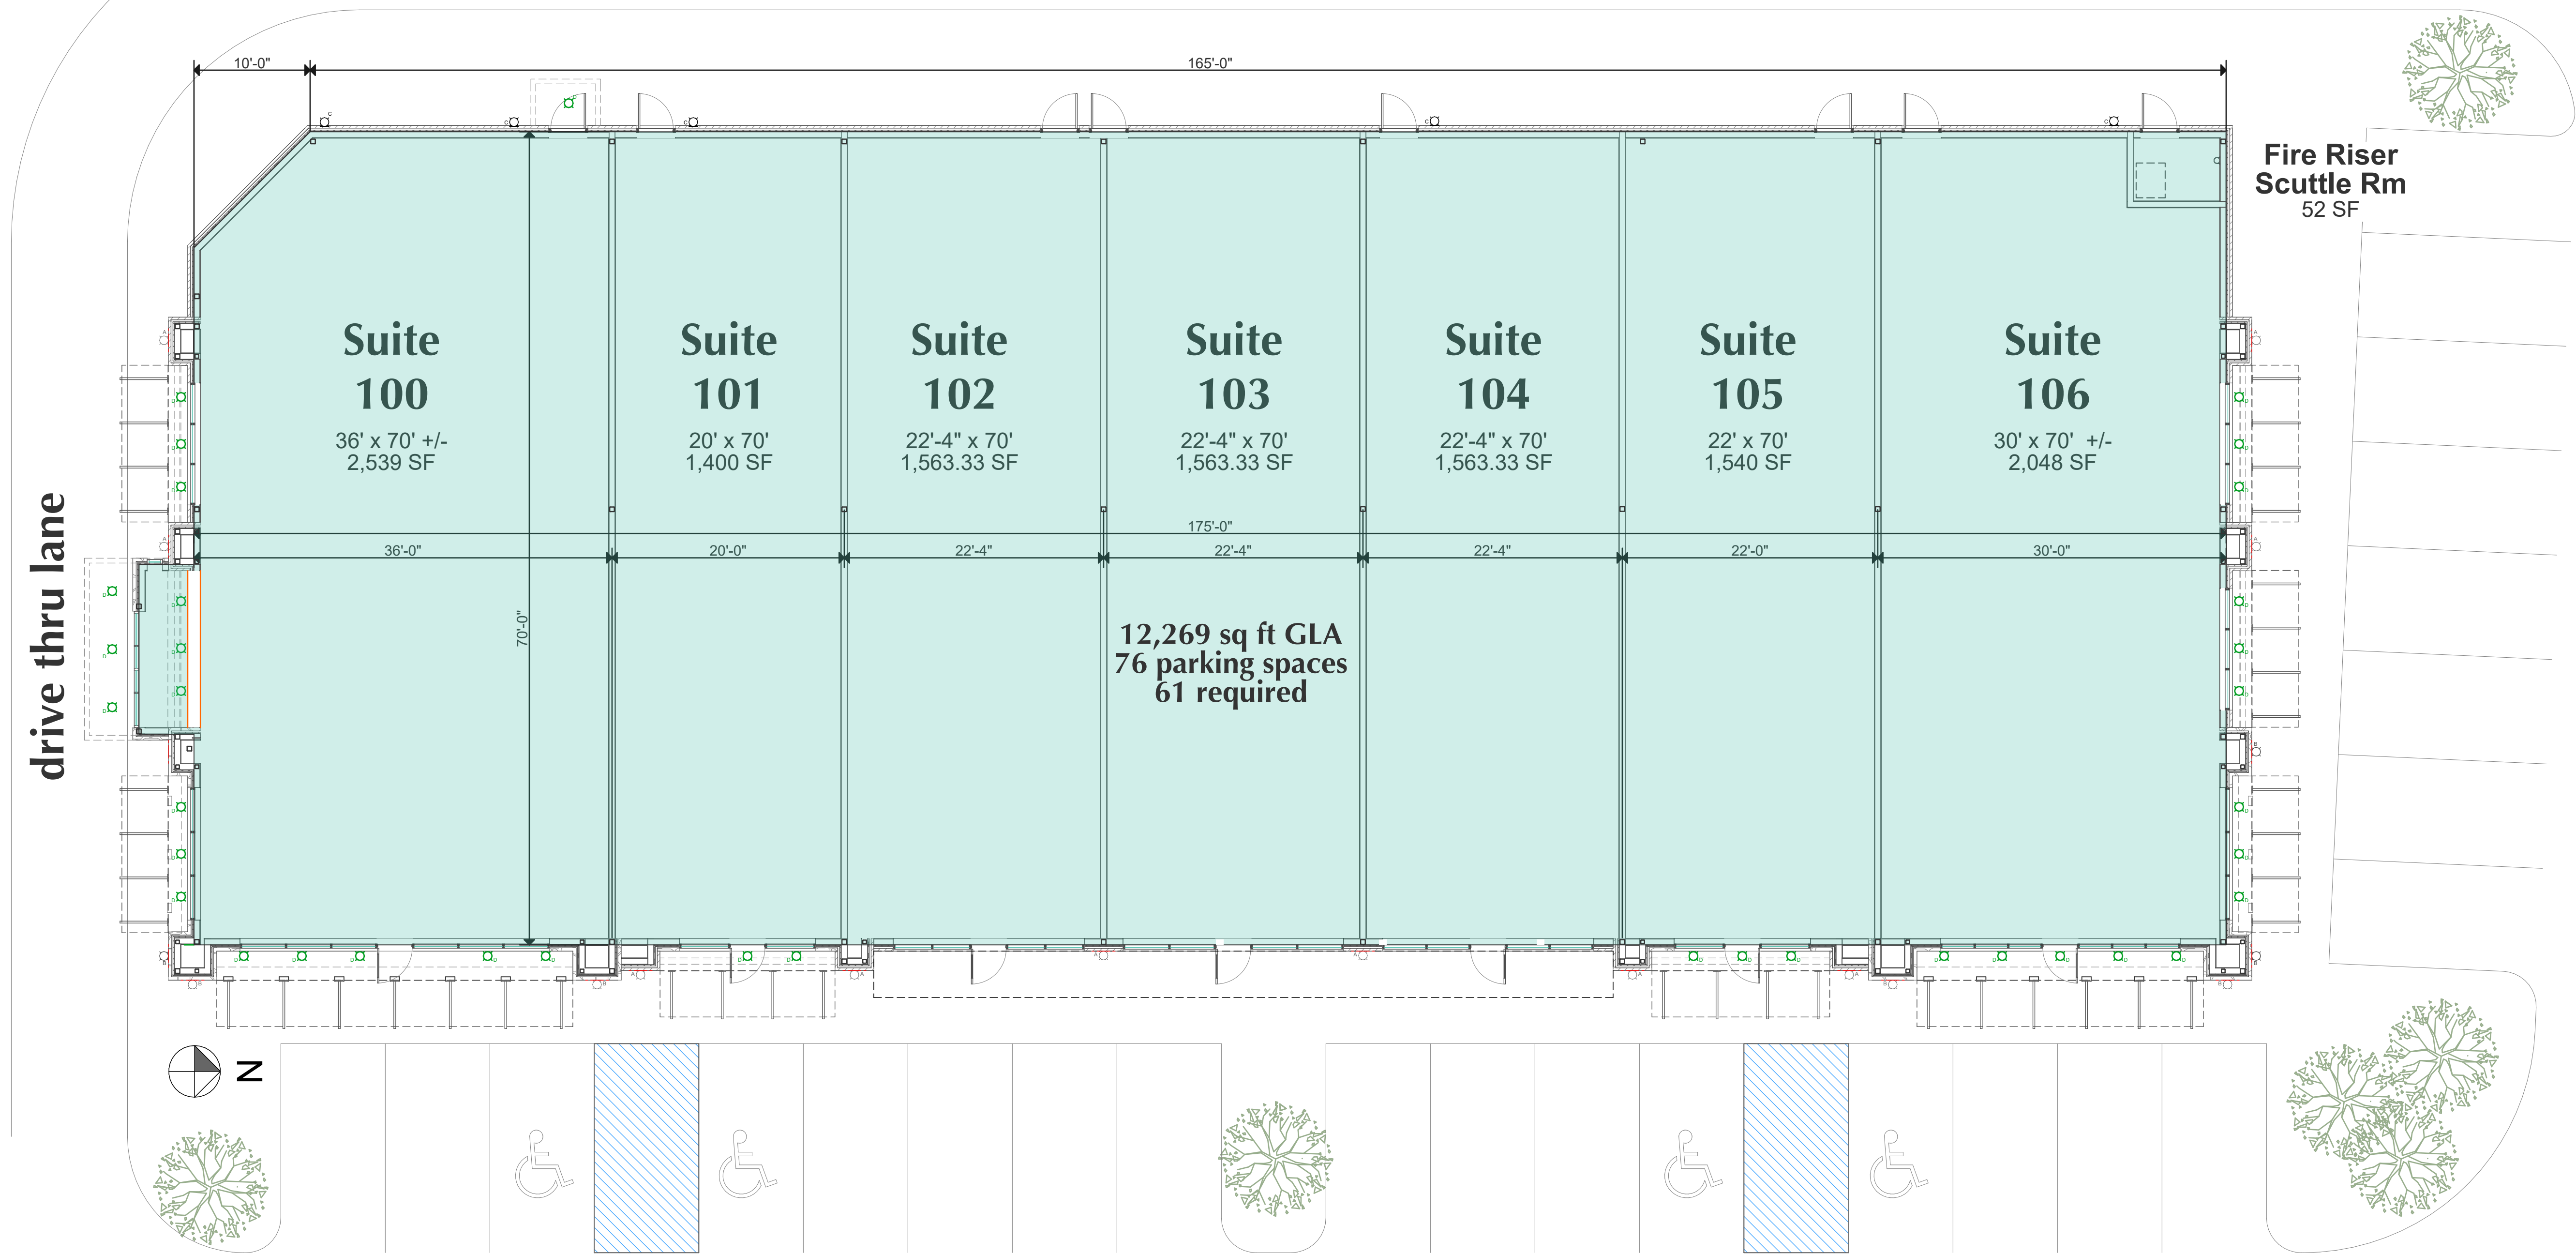 10'-0"
165'-0"
Fire Riser
Scuttle Rm
52 SF
Suite
100
36' x 70' +/-
2,539 SF
Suite
101
20' x 70'
1,400 SF
Suite
102
22'-4" x 70'
1,563.33 SF
Suite
103
22'-4" x 70'
1,563.33 SF
Suite
104
22'-4" x 70'
1,563.33 SF
Suite
105
22' x 70'
1,540 SF
Suite
106
30' x 70' +/-
2,048 SF
drive thru lane
175'-0"
36'-0"
20'-0"
22'-4"
22'-4"
22'-4"
22'-0"
30'-0"
70'-0"
12,269 sq ft GLA
76 parking spaces
61 required
N